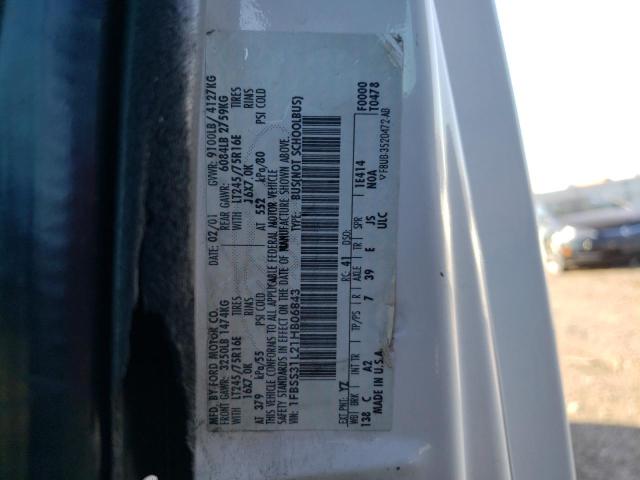 MFD. BY FORD MOTOR CO.
DATE: 02/01 GVWR: 9100LB/ 4127KG
FRONT GAWR: 3250LB 1474KG REAR GAWR: 6084LB 2759KG
WITH LT245/75R16E TIRES WITH LT245/75R16E TIRES
16X7.0K RIMS 16X7.0K RIMS
AT 379 kPa/55 PSI COLD AT 552 kPa/80 PSI COLD
THIS VEHICLE CONFORMS TO ALL APPLICABLE FEDERAL MOTOR VEHICLE
SAFETY STANDARDS IN EFFECT ON THE DATE OF MANUFACTURE SHOWN ABOVE.
VIN: 1FBSS31L21HB06843 TYPE: BUS(NOT SCHOOLBUS)
F0000
T0478
EXT PNT: YZ RC: 41 DSO: 1E414
WB BRK INT TR TP/PS R AXLE TR SPR NOA
138 C A2 7 39 E J5
MADE IN U.S.A. ULC
F8UB-3520472-AB